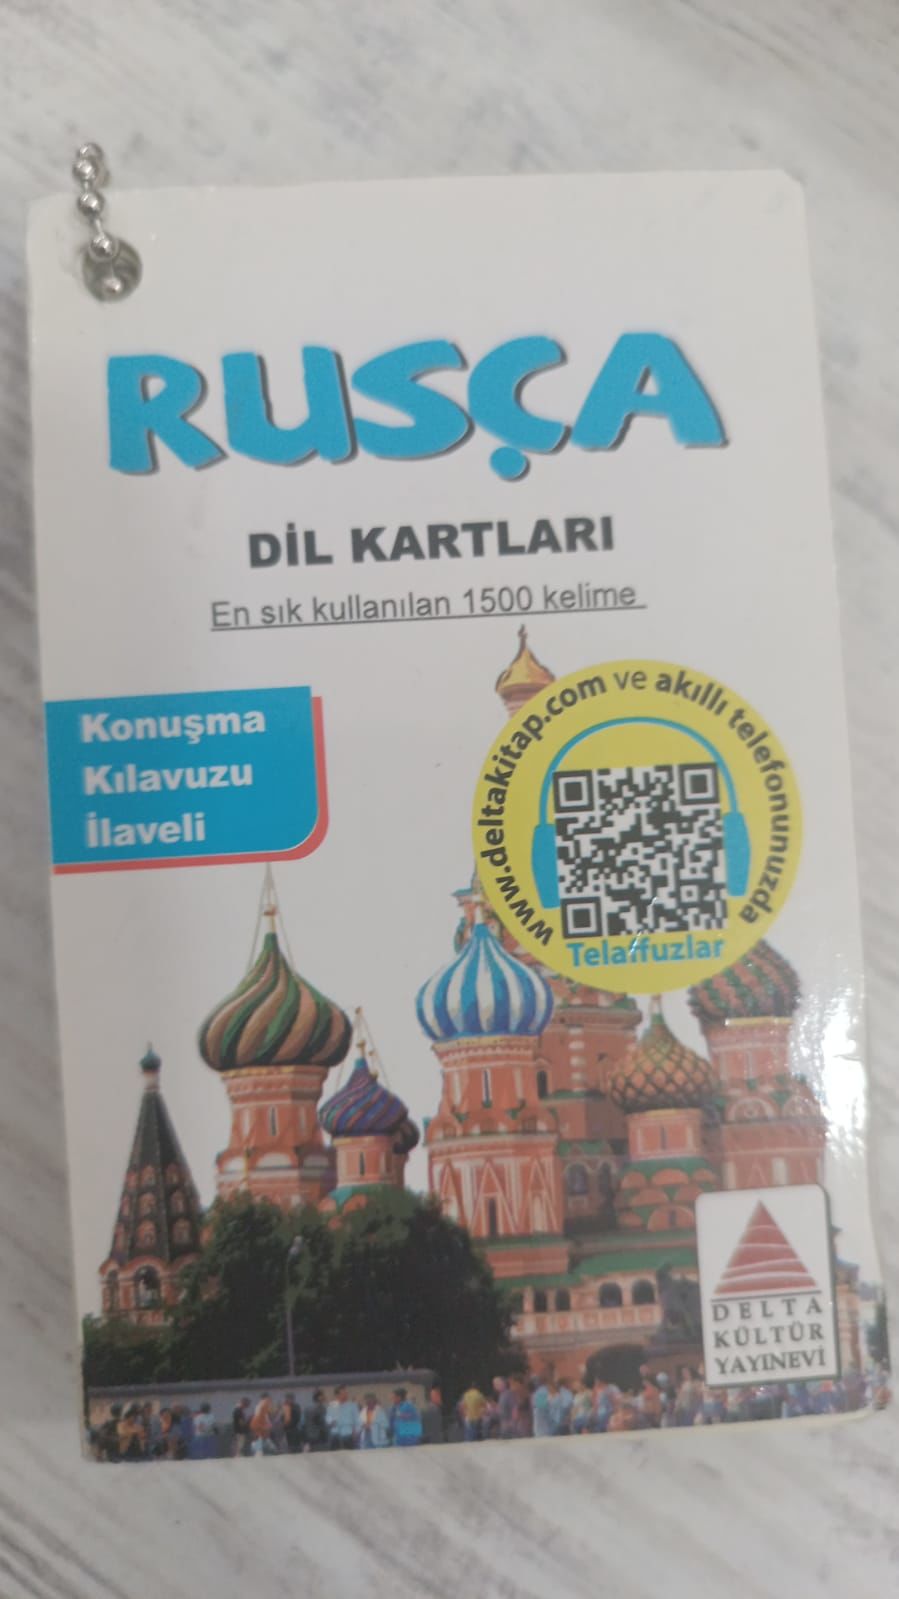 RUSÇA
DİL KARTLARI
En sık kullanılan 1500 kelime
Konuşma
Kılavuzu
İlaveli
www.deltakitap.com ve akıllı telefonunuzda
Telaffuzlar
DELTA
KÜLTÜR
YAYINEVİ